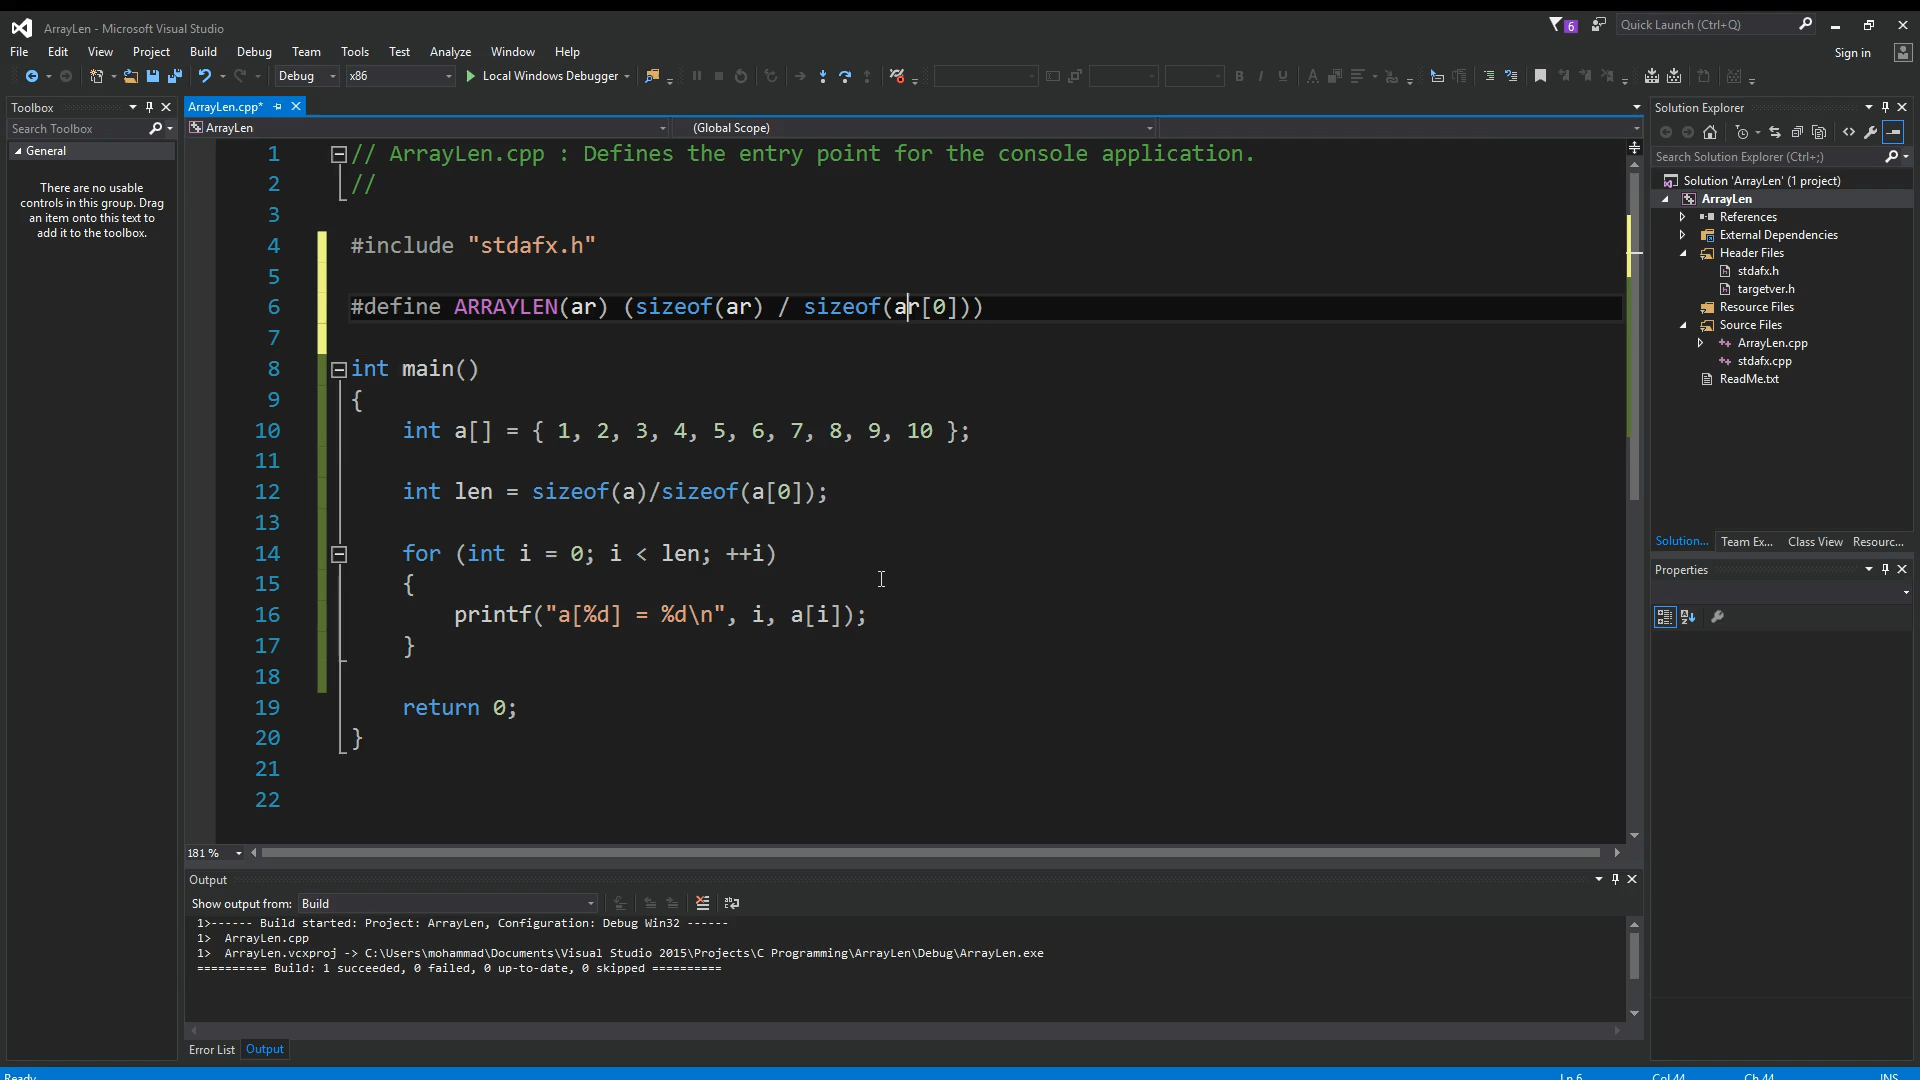 ArrayLen - Microsoft Visual Studio
6
Quick Launch (Ctrl+Q)
File Edit View Project Build Debug Team Tools Test Analyze Window Help
Sign in
Debug x86 Local Windows Debugger
Toolbox
Search Toolbox
General
There are no usable
controls in this group. Drag
an item onto this text to
add it to the toolbox.
ArrayLen.cpp*
ArrayLen (Global Scope)
1 // ArrayLen.cpp : Defines the entry point for the console application.
2 //
3
4 #include "stdafx.h"
5
6 #define ARRAYLEN(ar) (sizeof(ar) / sizeof(ar[0]))
7
8 int main()
9 {
10 int a[] = { 1, 2, 3, 4, 5, 6, 7, 8, 9, 10 };
11
12 int len = sizeof(a)/sizeof(a[0]);
13
14 for (int i = 0; i < len; ++i)
15 {
16 printf("a[%d] = %d\n", i, a[i]);
17 }
18
19 return 0;
20 }
21
22
181 %
Output
Show output from: Build
1>------ Build started: Project: ArrayLen, Configuration: Debug Win32 ------
1> ArrayLen.cpp
1> ArrayLen.vcxproj -> C:\Users\mohammad\Documents\Visual Studio 2015\Projects\C Programming\ArrayLen\Debug\ArrayLen.exe
========== Build: 1 succeeded, 0 failed, 0 up-to-date, 0 skipped ==========
Error List Output
Solution Explorer
Search Solution Explorer (Ctrl+;)
Solution 'ArrayLen' (1 project)
ArrayLen
References
External Dependencies
Header Files
stdafx.h
targetver.h
Resource Files
Source Files
ArrayLen.cpp
stdafx.cpp
ReadMe.txt
Solution... Team Ex... Class View Resourc...
Properties
Ready Ln 6 Col 44 Ch 44 INS